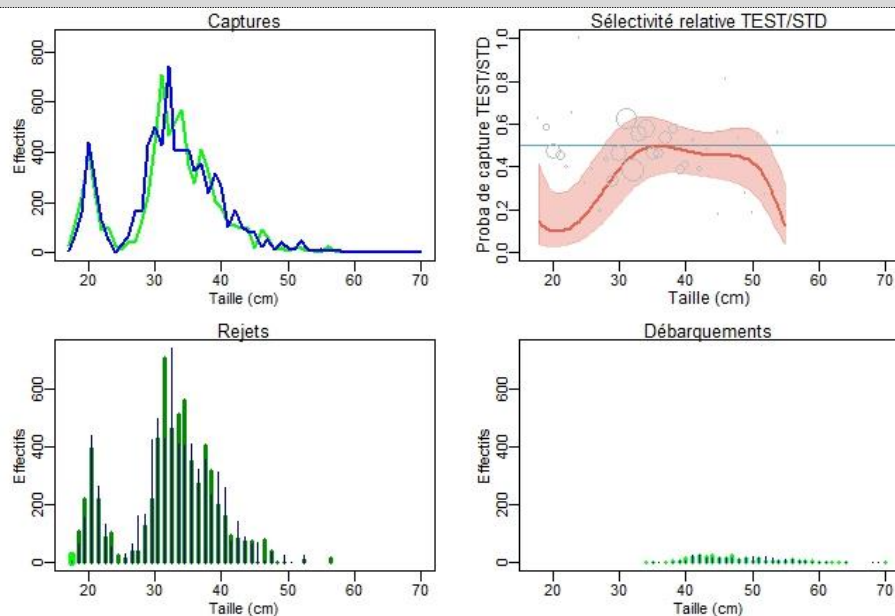 Captures
Effectifs
800
600
400
200
0
20 30 40 50 60 70
Taille (cm)
Sélectivité relative TEST/STD
Proba de capture TEST/STD
1.0
0.8
0.6
0.4
0.2
0.0
20 30 40 50 60 70
Taille (cm)
Rejets
Effectifs
600
400
200
0
20 30 40 50 60 70
Taille (cm)
Débarquements
Effectifs
600
400
200
0
20 30 40 50 60 70
Taille (cm)